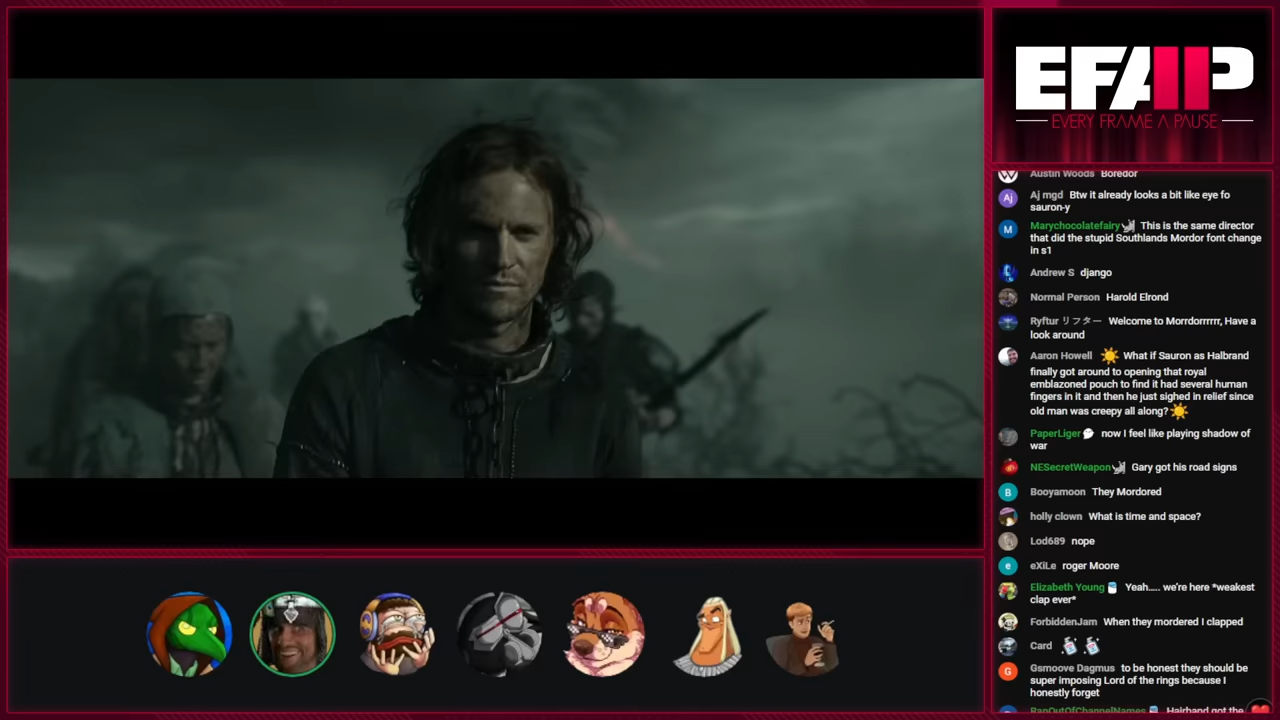 EFAP
EVERY FRAME A PAUSE
Austin Woods Boredor
Aj mgd Btw it already looks a bit like eye fo
sauron-y
Marychocolatefairy This is the same director
that did the stupid Southlands Mordor font change
in s1
Andrew S django
Normal Person Harold Elrond
Ryftur リフター Welcome to Morrdorrrrrr, Have a
look around
Aaron Howell What if Sauron as Halbrand
finally got around to opening that royal
emblazoned pouch to find it had several human
fingers in it and then he just sighed in relief since
old man was creepy all along?
PaperLiger now I feel like playing shadow of
war
NESecretWeapon Gary got his road signs
Booyamoon They Mordored
holly clown What is time and space?
Lod689 nope
eXiLe roger Moore
Elizabeth Young Yeah..... we're here *weakest
clap ever*
ForbiddenJam When they mordored I clapped
Card
Gsmoove Dagmus to be honest they should be
super imposing Lord of the rings because I
honestly forget
RanOutOfChannelNames Hairband got the